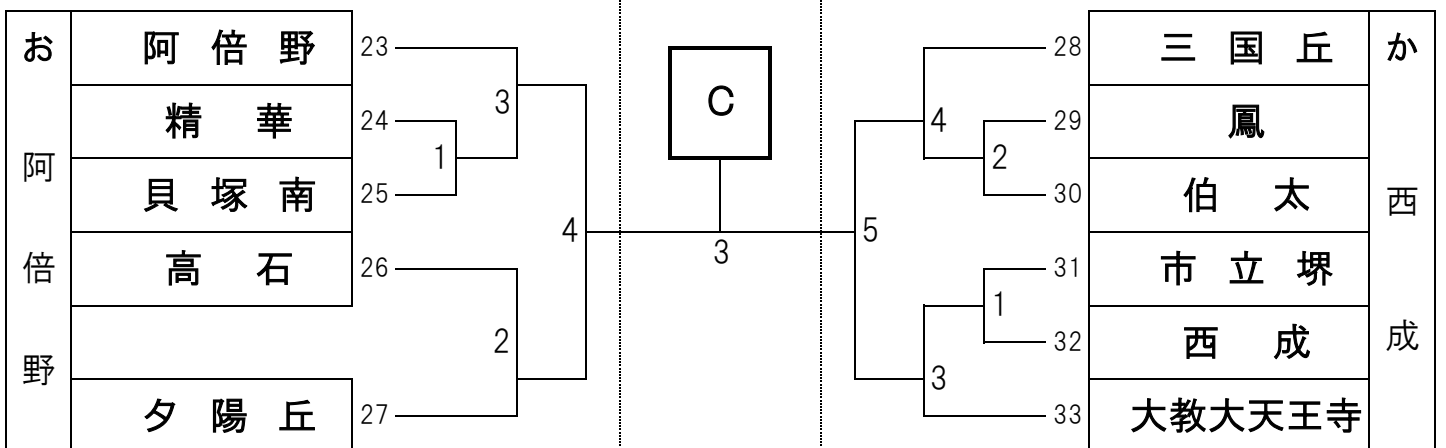 お 阿倍野
阿倍野 23
精華 24
貝塚南 25
高石 26
夕陽丘 27
3
1
4
2
C
3
5
4
2
1
3
28 三国丘
29 鳳
30 伯太
31 市立堺
32 西成
33 大教大天王寺
か 西成